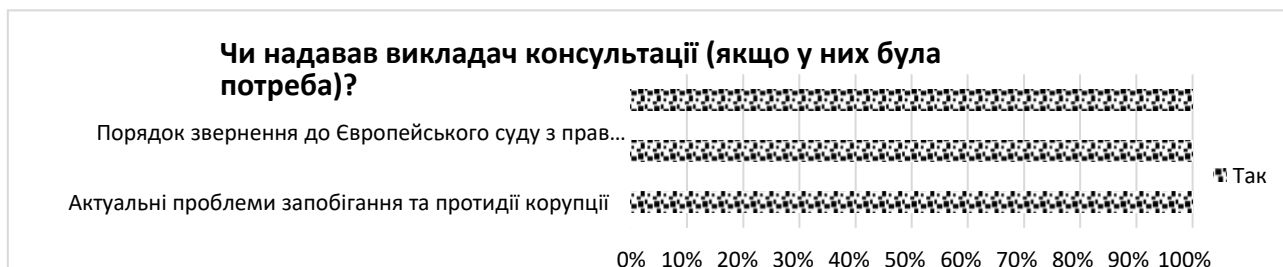 Чи надавав викладач консультації (якщо у них була
потреба)?
Порядок звернення до Європейського суду з прав...
Актуальні проблеми запобігання та протидії корупції
Так
0% 10% 20% 30% 40% 50% 60% 70% 80% 90% 100%